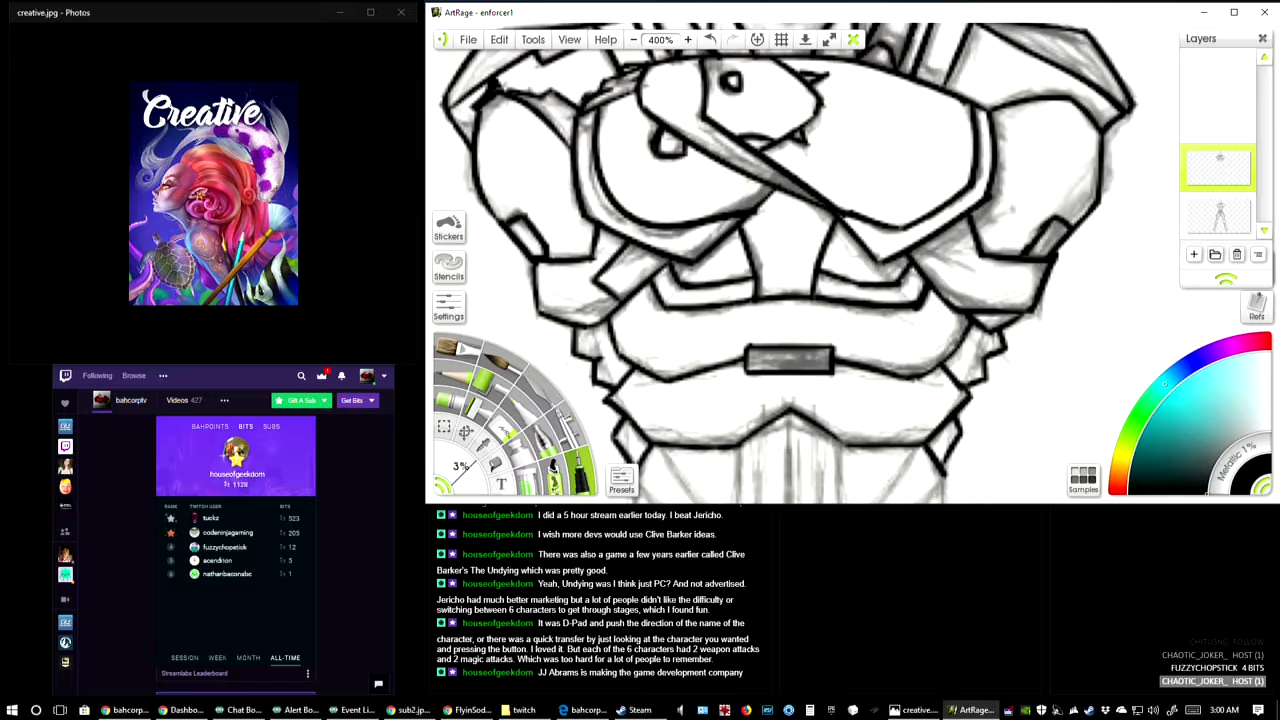 creative.jpg - Photos
Creative
ArtRage - enforcer1
File Edit Tools View Help 400%
Layers
Stickers
Stencils
Settings
3%
Presets
Refs
Metallic 1%
Samples
Following Browse
bahcorptv Videos 427 Gift A Sub Get Bits
BAHPOINTS BITS SUBS
houseofgeekdom
1128
RANK TWITCH USER BITS
tuckz 523
codeninjagaming 205
fuzzychopstick 12
acendrion 5
1
SESSION WEEK MONTH ALL-TIME
Streamlabs Leaderboard
houseofgeekdom I did a 5 hour stream earlier today. I beat Jericho.
houseofgeekdom I wish more devs would use Clive Barker ideas.
houseofgeekdom There was also a game a few years earlier called Clive
Barker's The Undying which was pretty good.
houseofgeekdom Yeah, Undying was I think just PC? And not advertised.
Jericho had much better marketing but a lot of people didn't like the difficulty or
switching between 6 characters to get through stages, which I found fun.
houseofgeekdom It was D-Pad and push the direction of the name of the
character, or there was a quick transfer by just looking at the character you wanted
and pressing the button. I loved it. But each of the 6 characters had 2 weapon attacks
and 2 magic attacks. Which was too hard for a lot of people to remember.
houseofgeekdom JJ Abrams is making the game development company
CHITUSNG: FOLLOW
CHAOTIC_JOKER_ HOST (1)
FUZZYCHOPSTICK 4 BITS
CHAOTIC_JOKER_ HOST (1)
bahcorp... Dashbo... Chat Bo... Alert Bo... Event Li... sub2.jp... FlyinSod... twitch bahcorp... Steam creative.... ArtRage... 3:00 AM